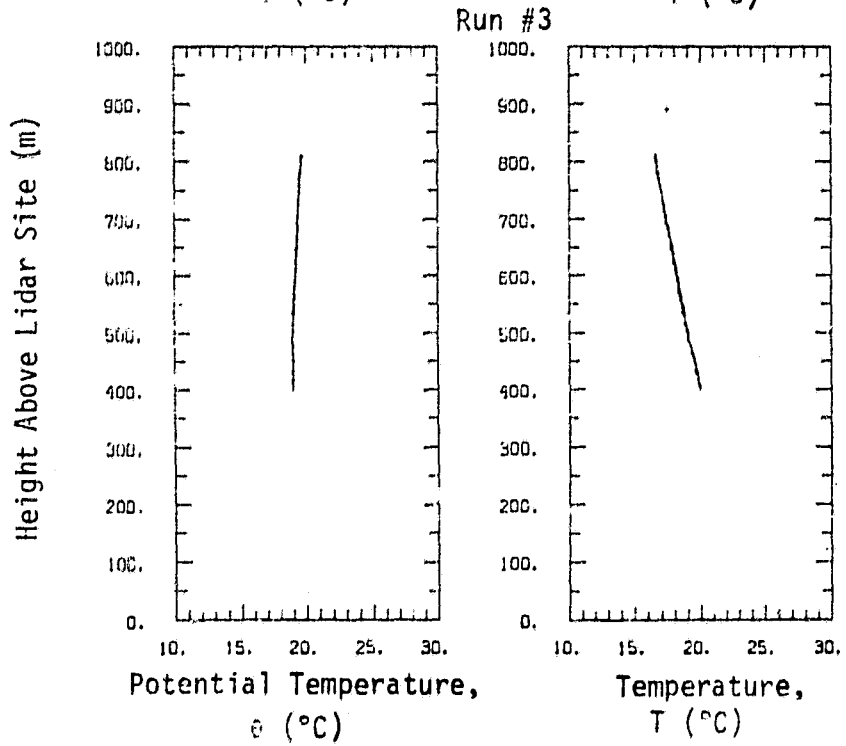 Run #3
1000.
900.
800.
700.
600.
500.
400.
300.
200.
100.
0.
10. 15. 20. 25. 30.
Height Above Lidar Site (m)
Potential Temperature,
θ (°C)
1000.
900.
800.
700.
600.
500.
400.
300.
200.
100.
0.
10. 15. 20. 25. 30.
Temperature,
T (°C)